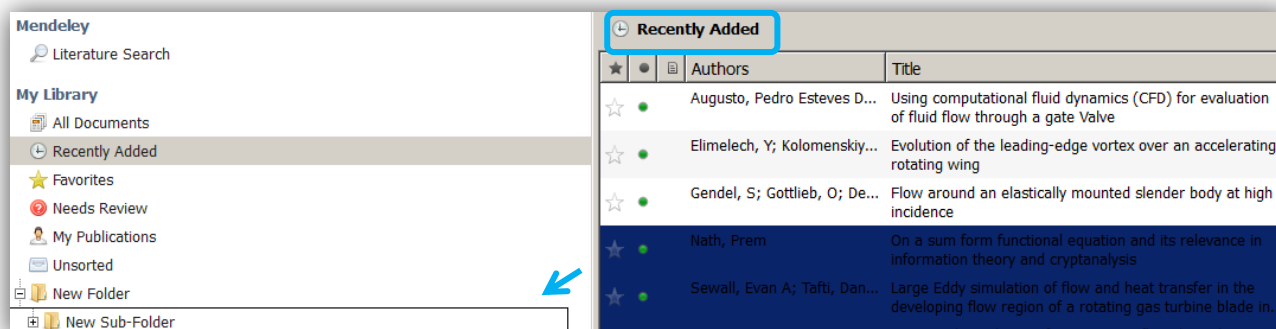 Mendeley
Literature Search
My Library
All Documents
Recently Added
Favorites
Needs Review
My Publications
Unsorted
New Folder
New Sub-Folder
Recently Added
Authors Title
Augusto, Pedro Esteves D... Using computational fluid dynamics (CFD) for evaluation
of fluid flow through a gate Valve
Elimelech, Y; Kolomenskiy... Evolution of the leading-edge vortex over an accelerating
rotating wing
Gendel, S; Gottlieb, O; De... Flow around an elastically mounted slender body at high
incidence
Nath, Prem On a sum form functional equation and its relevance in
information theory and cryptanalysis
Sewall, Evan A; Tafti, Dan... Large Eddy simulation of flow and heat transfer in the
developing flow region of a rotating gas turbine blade in...